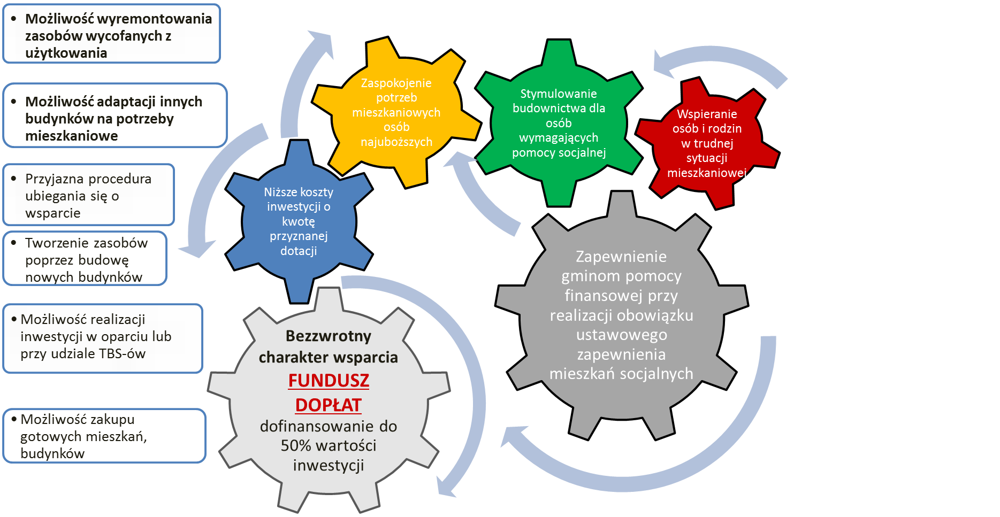 • Możliwość wyremontowania
zasobów wycofanych z
użytkowania
• Możliwość adaptacji innych
budynków na potrzeby
mieszkaniowe
• Przyjazna procedura
ubiegania się o
wsparcie
• Tworzenie zasobów
poprzez budowę
nowych budynków
• Możliwość realizacji
inwestycji w oparciu lub
przy udziale TBS-ów
• Możliwość zakupu
gotowych mieszkań,
budynków
Zaspokojenie
potrzeb
mieszkaniowych
osób
najuboższych
Stymulowanie
budownictwa dla
osób
wymagających
pomocy socjalnej
Wspieranie
osób i rodzin
w trudnej
sytuacji
mieszkaniowej
Niższe koszty
inwestycji o
kwotę
przyznanej
dotacji
Zapewnienie
gminom pomocy
finansowej przy
realizacji obowiązku
ustawowego
zapewnienia
mieszkań socjalnych
Bezzwrotny
charakter wsparcia
FUNDUSZ
DOPŁAT
dofinansowanie do
50% wartości
inwestycji